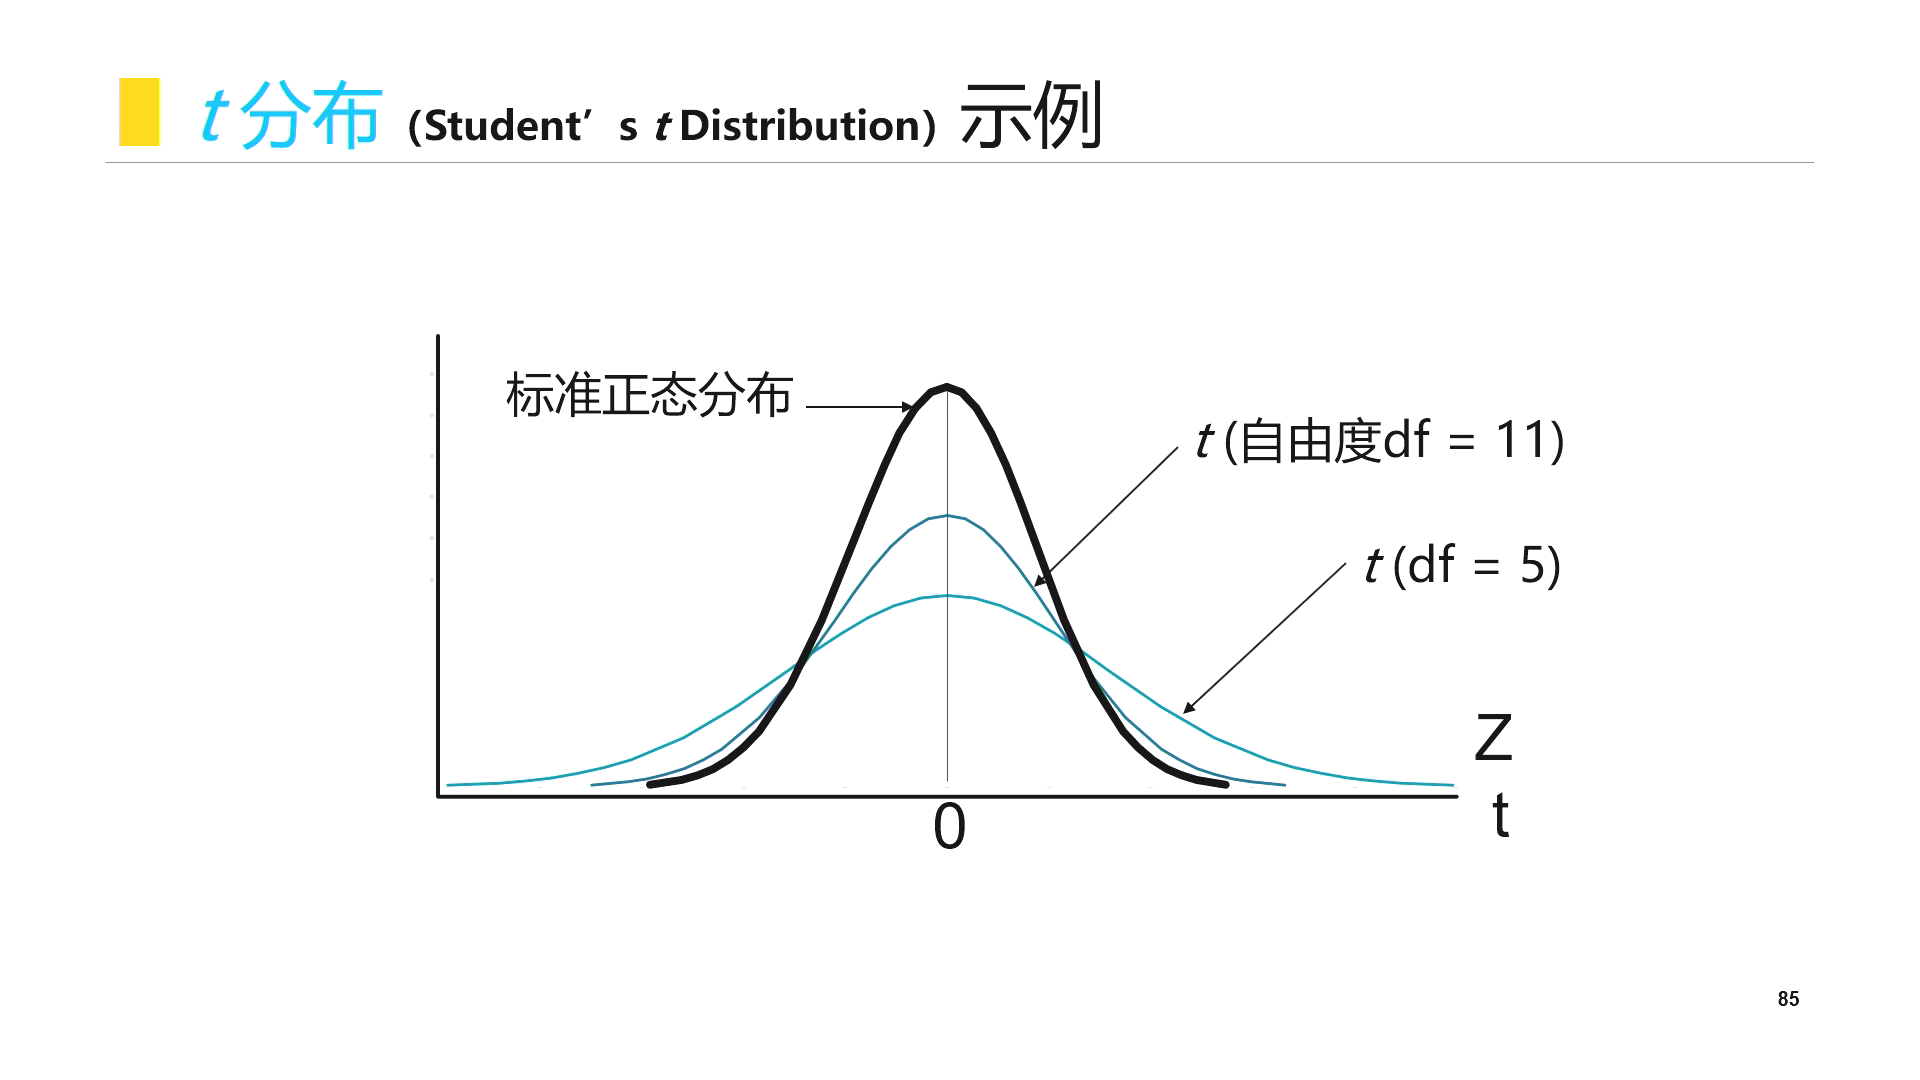 t 分布（Student’s t Distribution）示例
标准正态分布
t (自由度df = 11)
t (df = 5)
Z
t
0
85